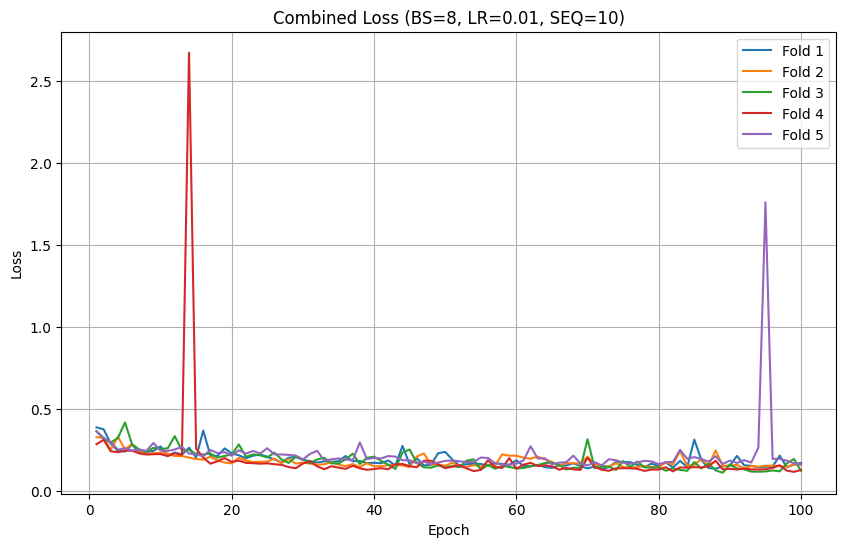 Combined Loss (BS=8, LR=0.01, SEQ=10)
Fold 1
Fold 2
Fold 3
Fold 4
Fold 5
2.5
2.0
1.5
1.0
0.5
0.0
Loss
0 20 40 60 80 100
Epoch